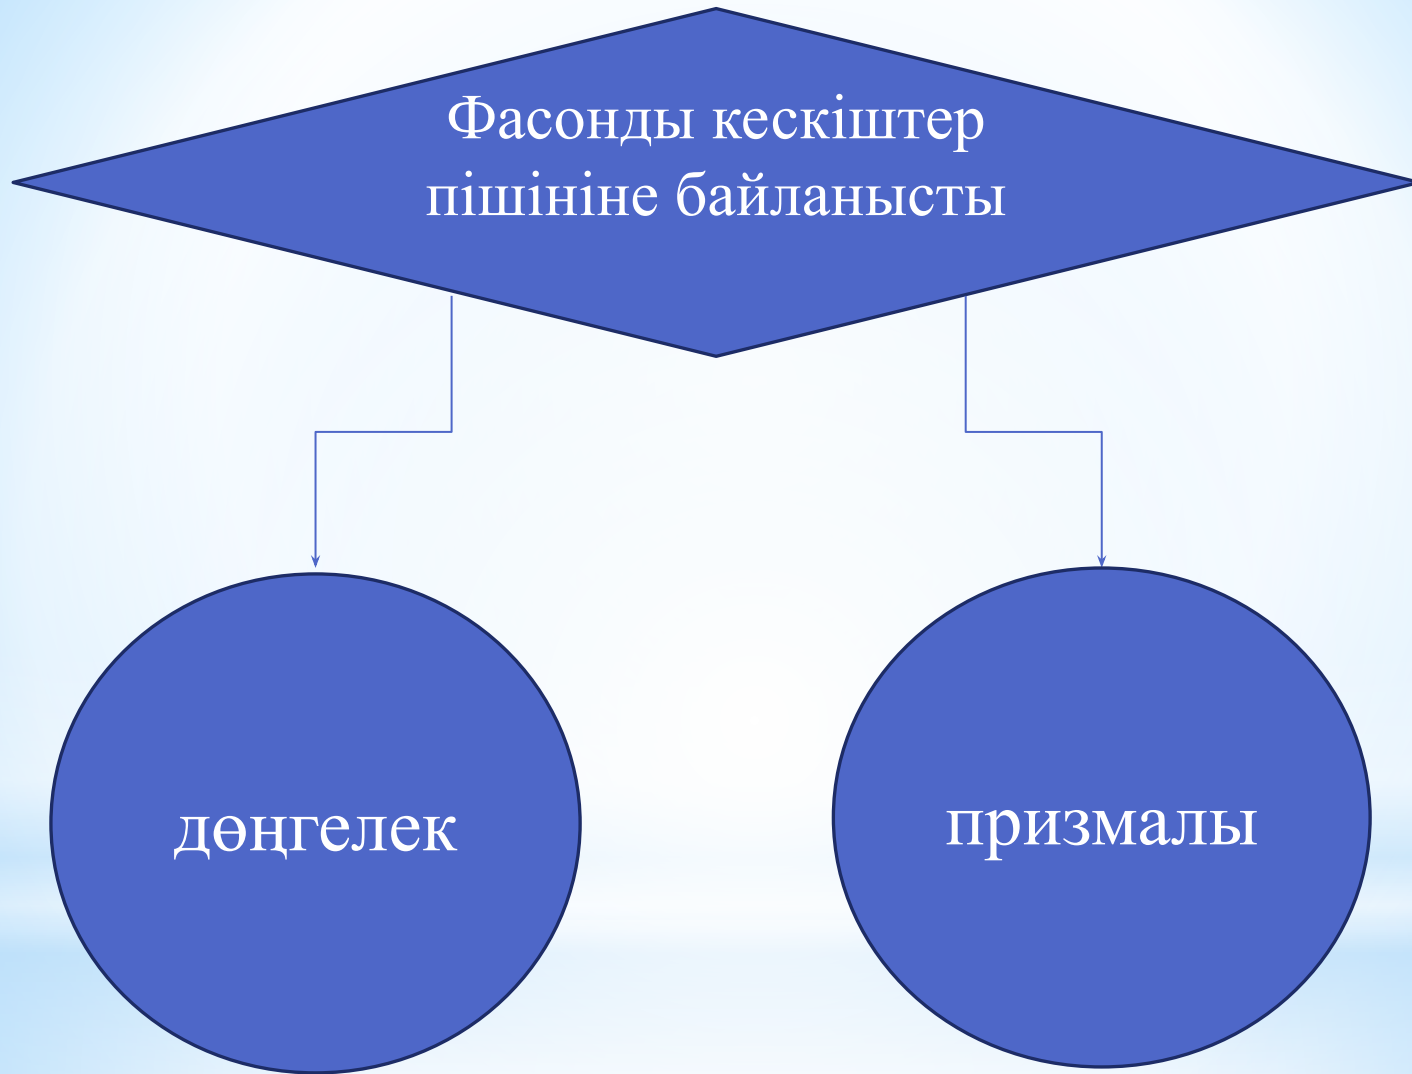 Фасонды кескіштер
пішініне байланысты
дөңгелек
призмалы